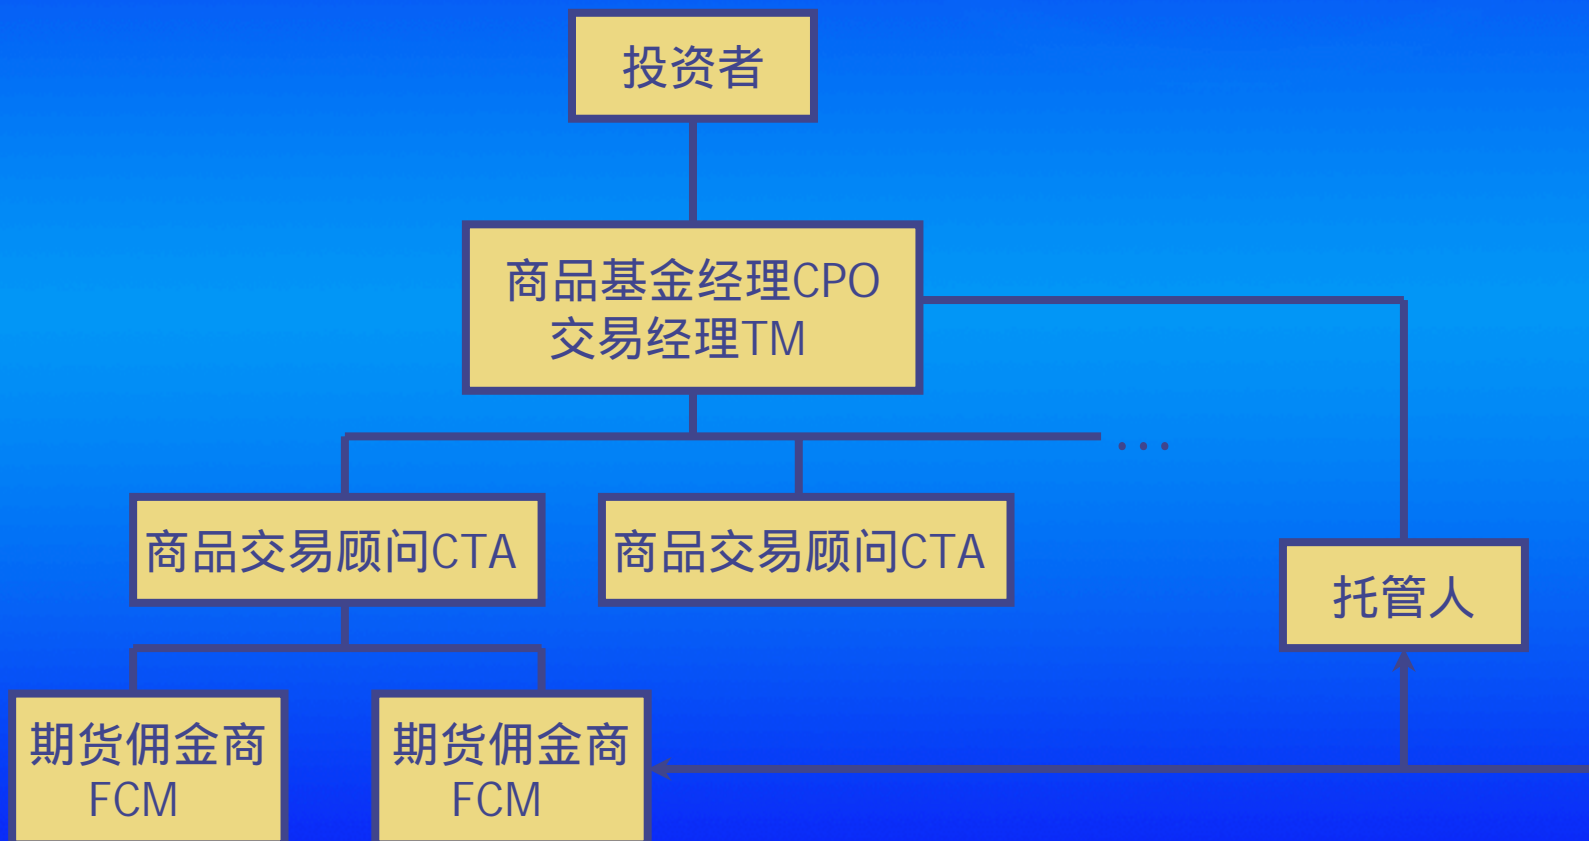 投资者
商品基金经理CPO
交易经理TM
…
商品交易顾问CTA
商品交易顾问CTA
托管人
期货佣金商
FCM
期货佣金商
FCM